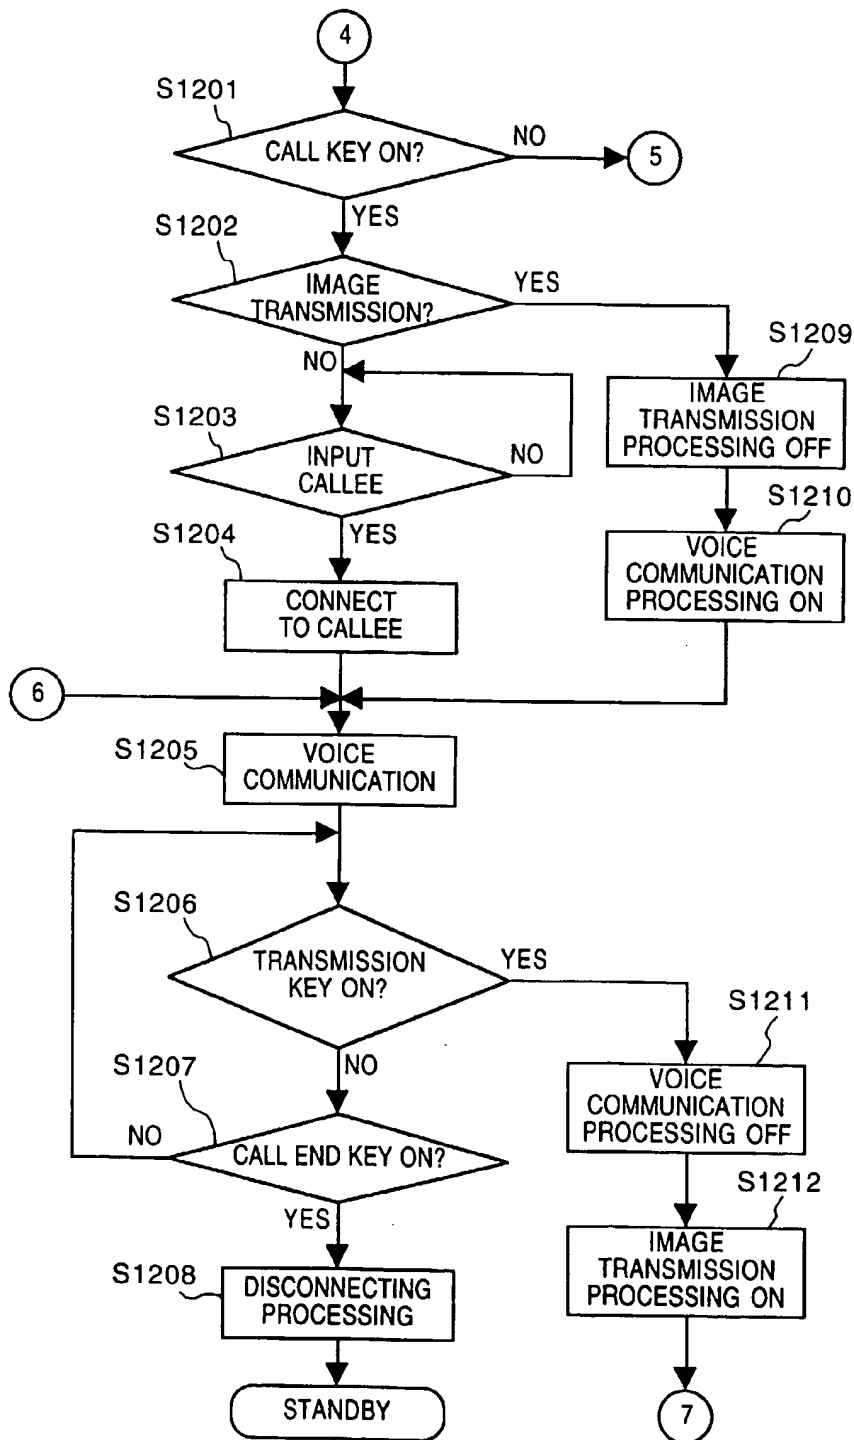 4
S1201
CALL KEY ON?
NO
5
YES
S1202
IMAGE
TRANSMISSION?
YES
S1209
IMAGE
TRANSMISSION
PROCESSING OFF
NO
S1203
INPUT
CALLEE
NO
S1210
VOICE
COMMUNICATION
PROCESSING ON
YES
S1204
CONNECT
TO CALLEE
6
S1205
VOICE
COMMUNICATION
S1206
TRANSMISSION
KEY ON?
YES
S1211
VOICE
COMMUNICATION
PROCESSING OFF
NO
S1207
NO
CALL END KEY ON?
S1212
IMAGE
TRANSMISSION
PROCESSING ON
YES
S1208
DISCONNECTING
PROCESSING
STANDBY
7